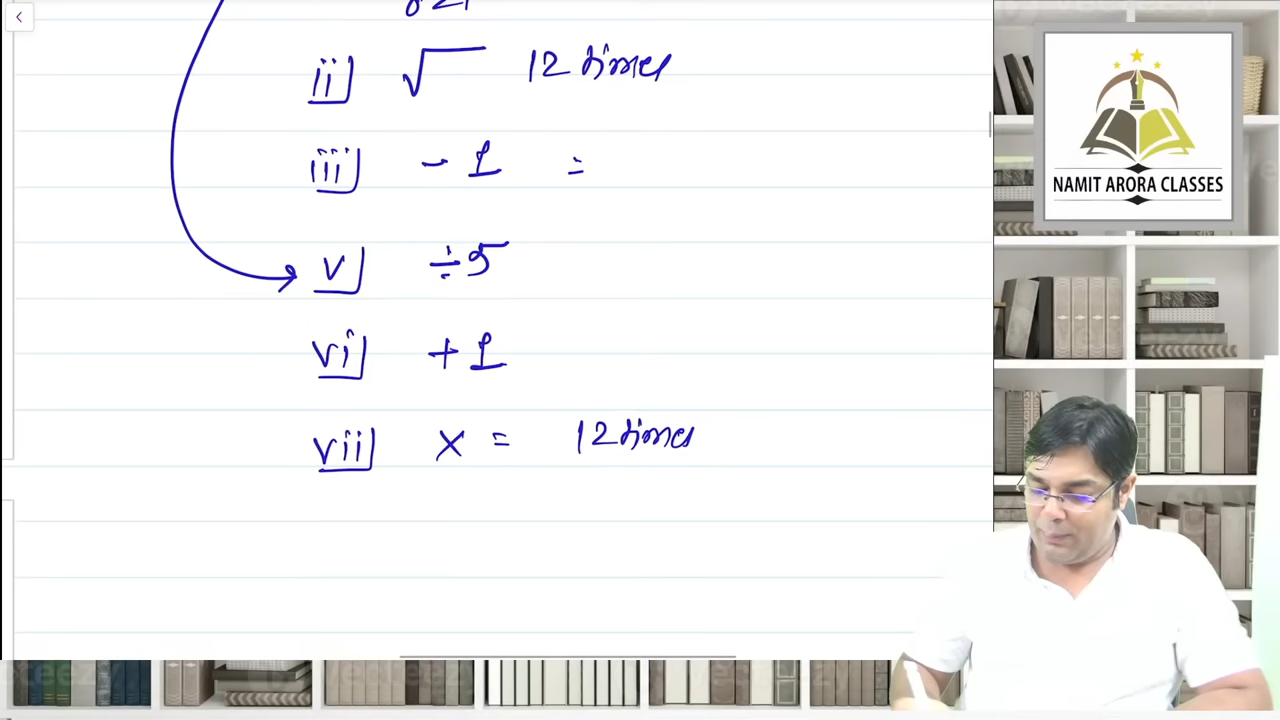 ii) √ 12 times
iii) - 1 =
v) ÷5
vi) + 1
vii) x = 12 times
NAMIT ARORA CLASSES